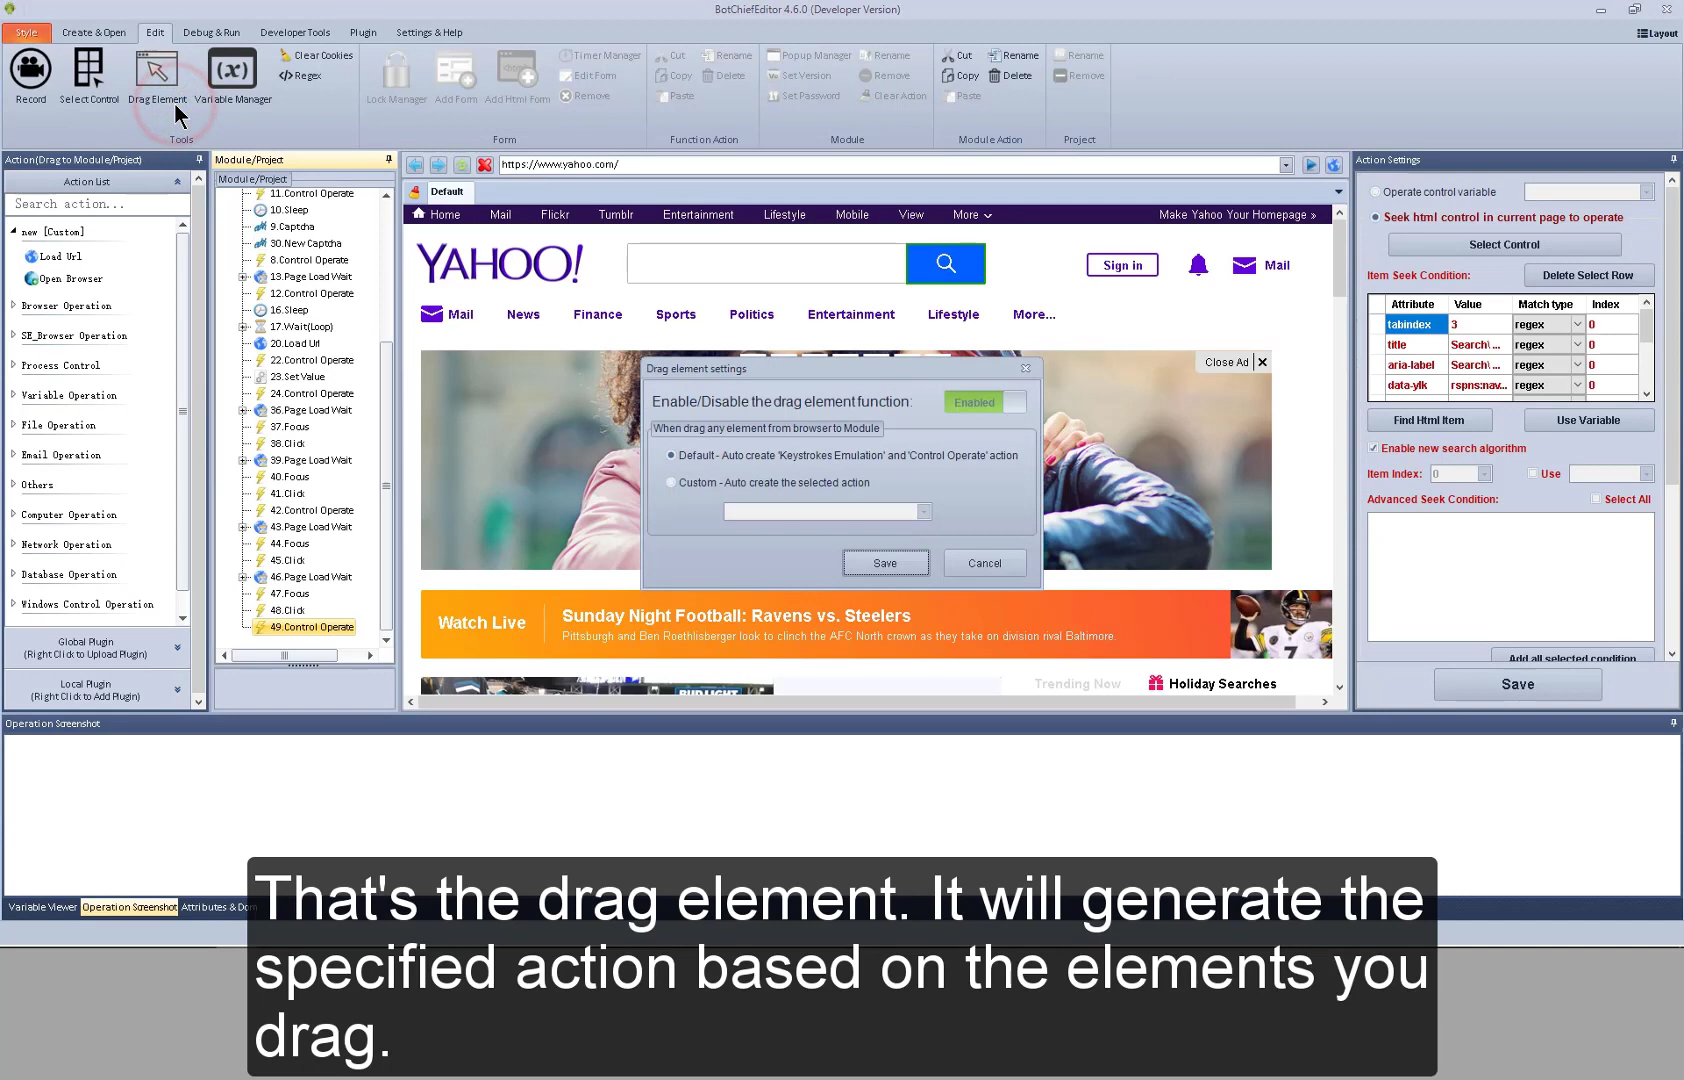 BotChiefEditor 4.6.0 (Developer Version)
Style
Create & Open
Edit
Debug & Run
Developer Tools
Plugin
Settings & Help
Layout
Record
Select Control
Drag Element
Variable Manager
Clear Cookies
</>Regex
Tools
Lock Manager
Add Form
Add Html Form
Timer Manager
Edit Form
Remove
Form
Cut
Rename
Copy
Delete
Paste
Function Action
Popup Manager
Rename
Set Version
Remove
Set Password
Clear Action
Module
Cut
Rename
Copy
Delete
Paste
Module Action
Rename
Remove
Project
Action(Drag to Module/Project)
Action List
Search action...
new [Custom]
Load Url
Open Browser
Browser Operation
SE_Browser Operation
Process Control
Variable Operation
File Operation
Email Operation
Others
Computer Operation
Network Operation
Database Operation
Windows Control Operation
Global Plugin
(Right Click to Upload Plugin)
Local Plugin
(Right Click to Add Plugin)
Module/Project
Module/Project
11.Control Operate
10.Sleep
9.Captcha
30.New Captcha
8.Control Operate
13.Page Load Wait
12.Control Operate
16.Sleep
17.Wait(Loop)
20.Load Url
22.Control Operate
23.Set Value
24.Control Operate
36.Page Load Wait
37.Focus
38.Click
39.Page Load Wait
40.Focus
41.Click
42.Control Operate
43.Page Load Wait
44.Focus
45.Click
46.Page Load Wait
47.Focus
48.Click
49.Control Operate
https://www.yahoo.com/
Default
Home Mail Flickr Tumblr Entertainment Lifestyle Mobile View More
Make Yahoo Your Homepage »
YAHOO!
Sign in
Mail
Mail News Finance Sports Politics Entertainment Lifestyle More...
Close Ad
Drag element settings
Enable/Disable the drag element function:
Enabled
When drag any element from browser to Module
Default - Auto create 'Keystrokes Emulation' and 'Control Operate' action
Custom - Auto create the selected action
Save
Cancel
Watch Live
Sunday Night Football: Ravens vs. Steelers
Pittsburgh and Ben Roethlisberger look to clinch the AFC North crown as they take on division rival Baltimore.
7
BUD LIGHT
Trending Now
Holiday Searches
Action Settings
Operate control variable
Seek html control in current page to operate
Select Control
Item Seek Condition:
Delete Select Row
Attribute Value Match type Index
tabindex 3 regex 0
title Search\ ... regex 0
aria-label Search\ ... regex 0
data-ylk rspns:nav... regex 0
Find Html Item
Use Variable
Enable new search algorithm
Item Index: 0
Use
Advanced Seek Condition:
Select All
Add all selected condition
Save
Operation Screenshot
Variable Viewer
Operation Screenshot
Attributes & Dom
That's the drag element. It will generate the
specified action based on the elements you
drag.